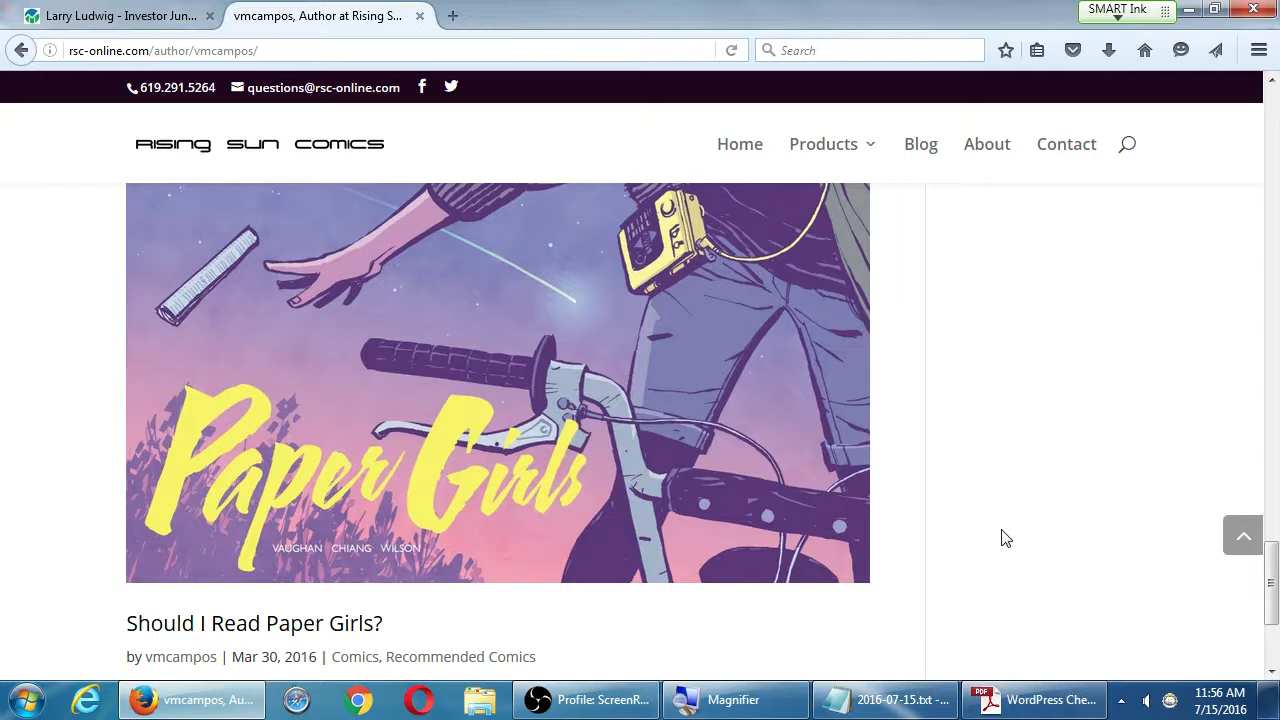 Larry Ludwig - Investor Jun...
vmcampos, Author at Rising S...
SMART Ink
rsc-online.com/author/vmcampos/
Search
619.291.5264
questions@rsc-online.com
RISING SUN COMICS
Home
Products
Blog
About
Contact
Paper Girls
VAUGHAN CHIANG WILSON
Should I Read Paper Girls?
by vmcampos | Mar 30, 2016 | Comics, Recommended Comics
vmcampos, Au...
Profile: ScreenR...
Magnifier
2016-07-15.txt -...
PDF
WordPress Che...
11:56 AM
7/15/2016